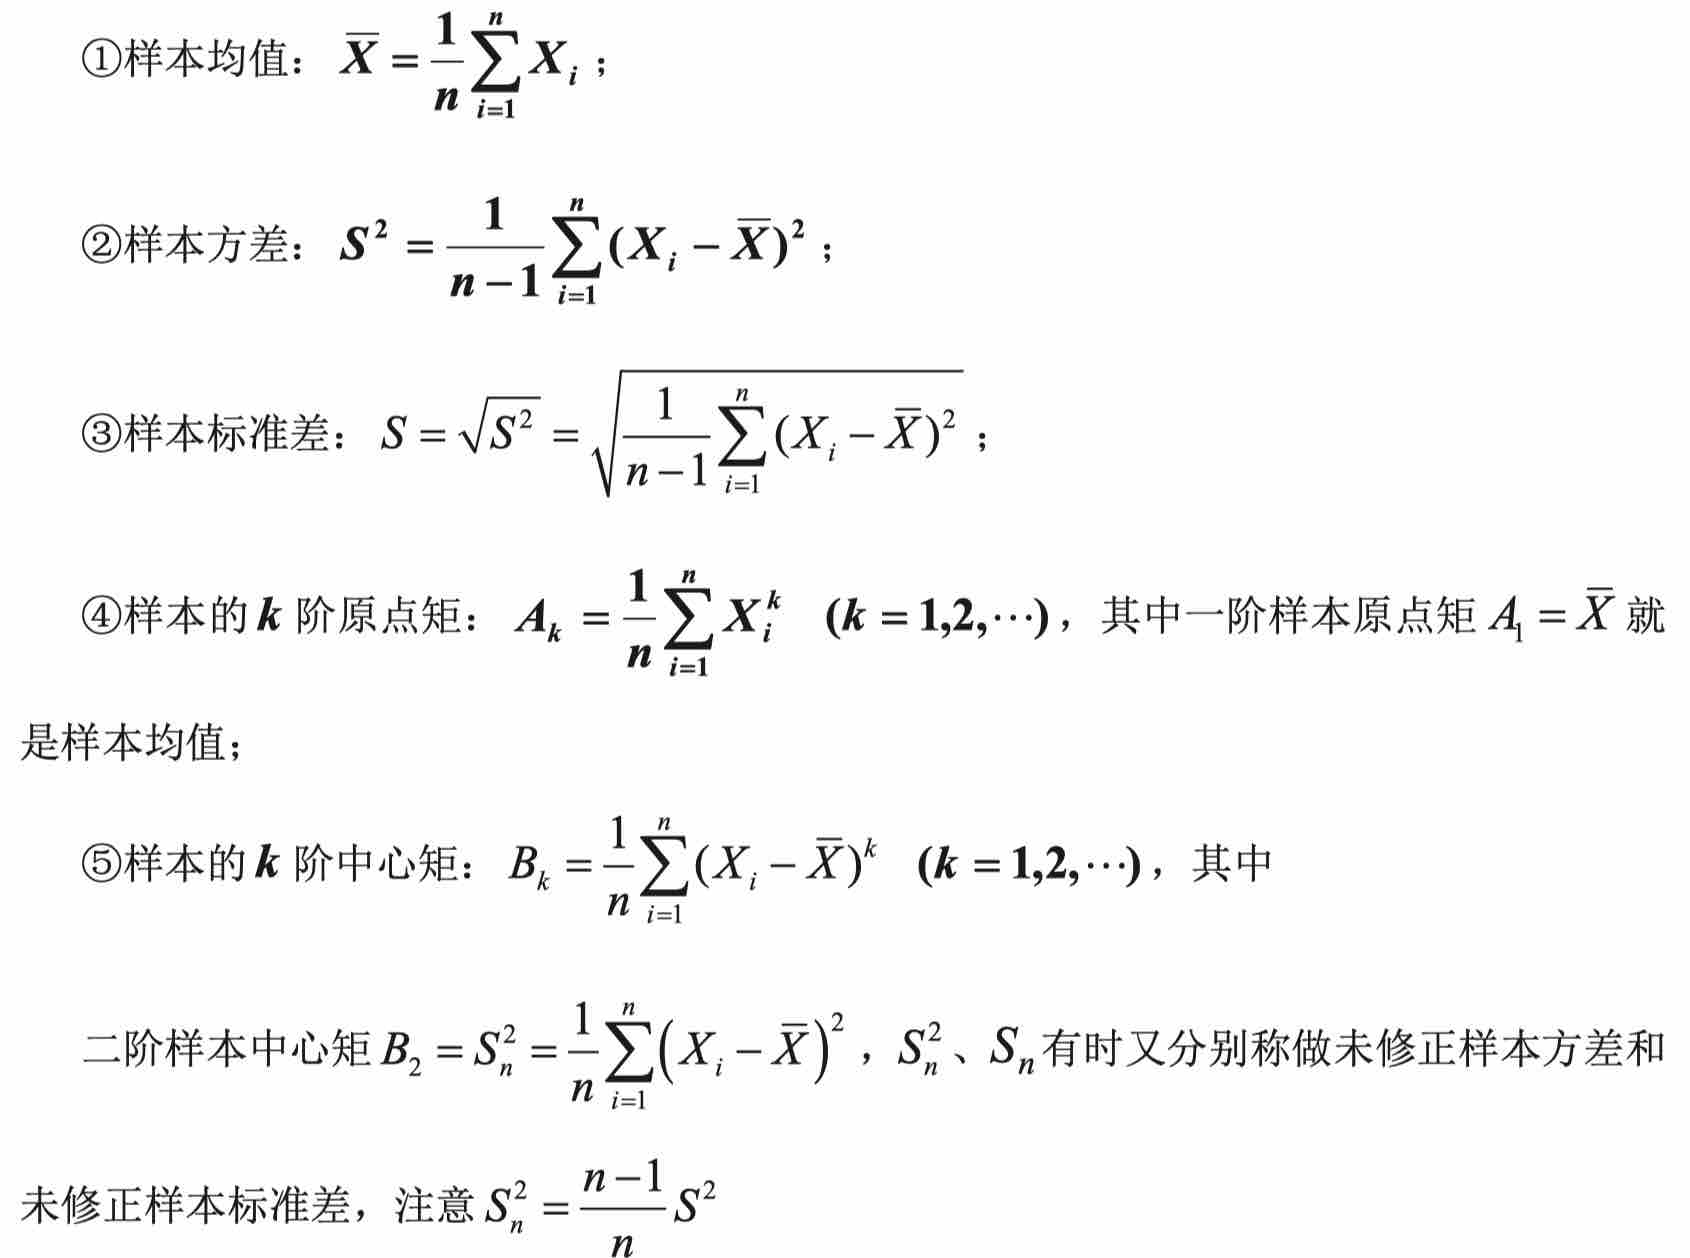 ①样本均值：$\overline{X} = \frac{1}{n}\sum_{i=1}^{n} X_i$；
②样本方差：$S^2 = \frac{1}{n-1}\sum_{i=1}^{n}(X_i - \overline{X})^2$；
③样本标准差：$S = \sqrt{S^2} = \sqrt{\frac{1}{n-1}\sum_{i=1}^{n}(X_i - \overline{X})^2}$；
④样本的 $k$ 阶原点矩：$A_k = \frac{1}{n}\sum_{i=1}^{n} X_i^k \quad (k = 1,2,\cdots)$，其中一阶样本原点矩 $A_1 = \overline{X}$ 就
是样本均值；
⑤样本的 $k$ 阶中心矩：$B_k = \frac{1}{n}\sum_{i=1}^{n}(X_i - \overline{X})^k \quad (k = 1,2,\cdots)$，其中
二阶样本中心矩 $B_2 = S_n^2 = \frac{1}{n}\sum_{i=1}^{n}\left(X_i - \overline{X}\right)^2$，$S_n^2$、$S_n$ 有时又分别称做未修正样本方差和
未修正样本标准差，注意 $S_n^2 = \frac{n-1}{n}S^2$